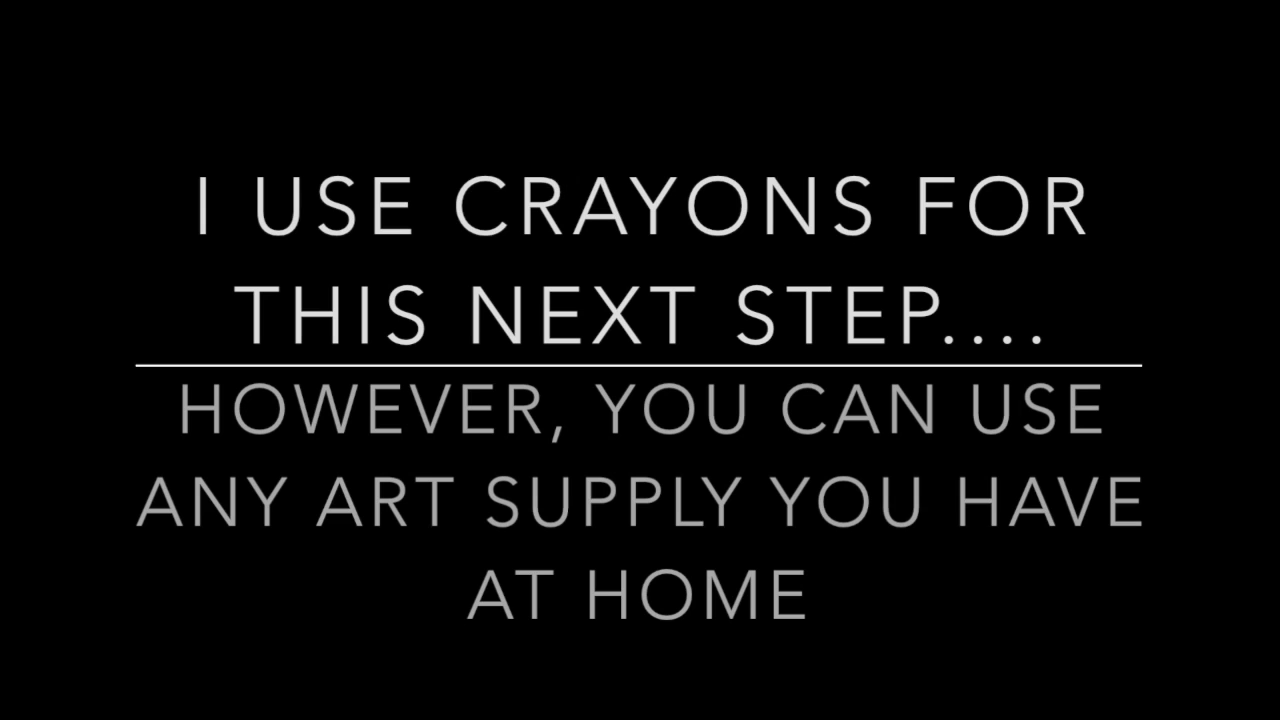 I USE CRAYONS FOR
THIS NEXT STEP....
HOWEVER, YOU CAN USE
ANY ART SUPPLY YOU HAVE
AT HOME